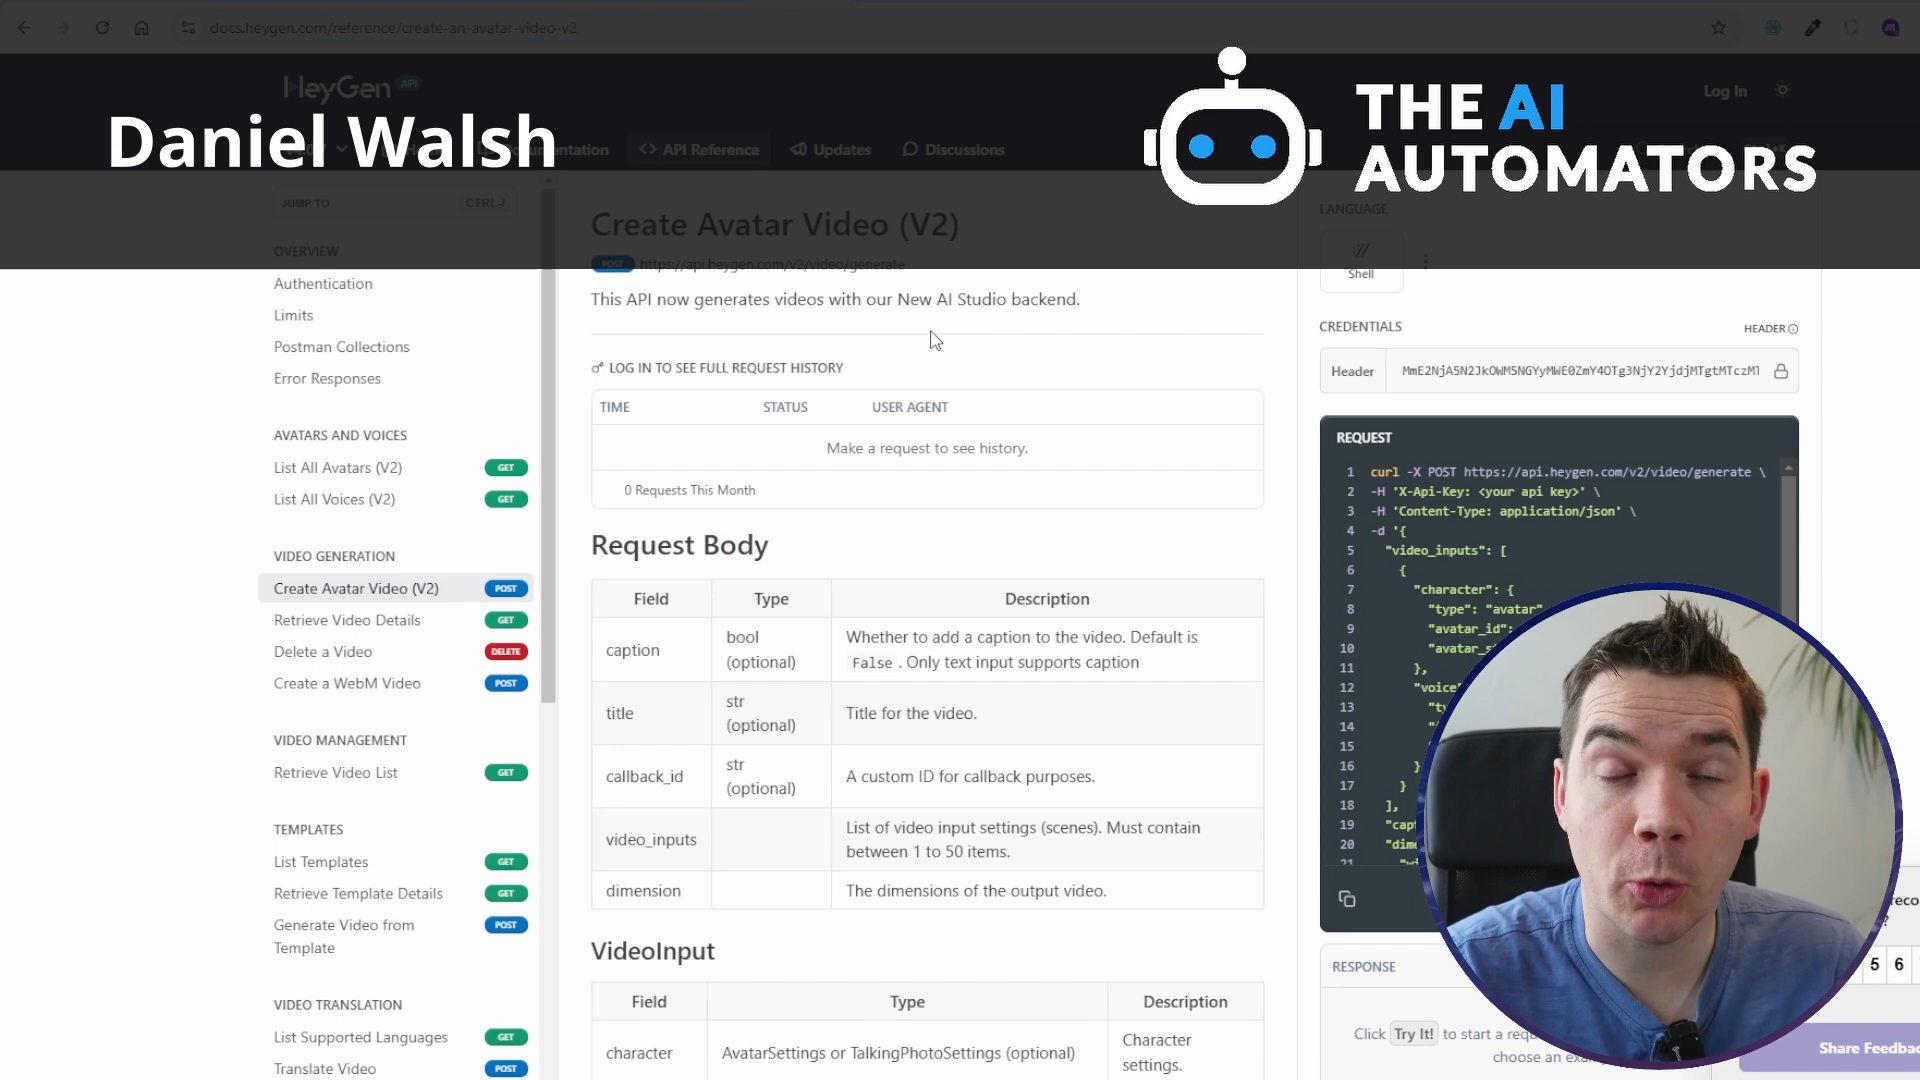 docs.heygen.com/reference/create-an-avatar-video-v2
HeyGen API
Log In
Daniel Walsh
THE AI
AUTOMATORS
API Reference
Updates
Discussions
JUMP TO
CTRL-/
OVERVIEW
Authentication
Limits
Postman Collections
Error Responses
AVATARS AND VOICES
List All Avatars (V2) GET
List All Voices (V2) GET
VIDEO GENERATION
Create Avatar Video (V2) POST
Retrieve Video Details GET
Delete a Video DELETE
Create a WebM Video POST
VIDEO MANAGEMENT
Retrieve Video List GET
TEMPLATES
List Templates GET
Retrieve Template Details GET
Generate Video from POST
Template
VIDEO TRANSLATION
List Supported Languages GET
Translate Video POST
Create Avatar Video (V2)
POST https://api.heygen.com/v2/video/generate
This API now generates videos with our New AI Studio backend.
LOG IN TO SEE FULL REQUEST HISTORY
TIME STATUS USER AGENT
Make a request to see history.
0 Requests This Month
Request Body
Field Type Description
caption bool (optional) Whether to add a caption to the video. Default is
False . Only text input supports caption
title str (optional) Title for the video.
callback_id str (optional) A custom ID for callback purposes.
video_inputs List of video input settings (scenes). Must contain
between 1 to 50 items.
dimension The dimensions of the output video.
VideoInput
Field Type Description
character AvatarSettings or TalkingPhotoSettings (optional) Character
settings.
LANGUAGE
Shell
CREDENTIALS
HEADER
Header
REQUEST
1 curl -X POST https://api.heygen.com/v2/video/generate \
2 -H 'X-Api-Key: <your api key>' \
3 -H 'Content-Type: application/json' \
4 -d '{
5 "video_inputs": [
6 {
7 "character": {
8 "type": "avatar"
9 "avatar_id":
10 "avatar_s
11 },
12 "voice"
13 "ty
14
15
16 }
17 }
18 ],
19 "capt
20 "dime
21
RESPONSE
Click Try It! to start a requ
choose an exa
reco
?
5 6
Share Feedbac